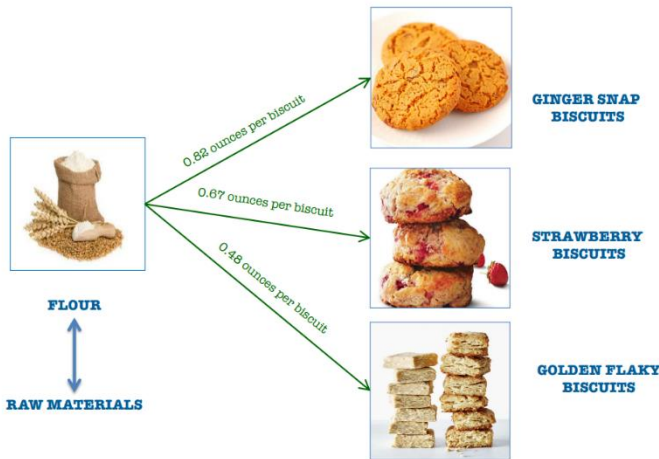 0.82 ounces per biscuit
GINGER SNAP
BISCUITS
0.67 ounces per biscuit
STRAWBERRY
BISCUITS
0.48 ounces per biscuit
FLOUR
GOLDEN FLAKY
BISCUITS
RAW MATERIALS